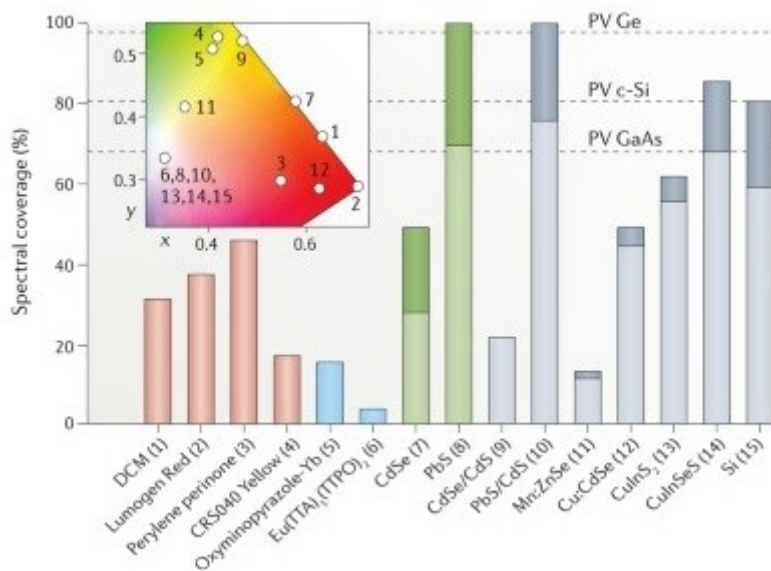 Spectral coverage (%)
100
80
60
40
20
0
PV Ge
PV c-Si
PV GaAs
0.5
0.4
0.3
y
x
0.4
0.6
4
5
9
11
7
1
3
12
2
6,8,10,
13,14,15
DCM (1)
Lumogen Red (2)
Perylene perinone (3)
CRS040 Yellow (4)
Oxyminopyrazole-Yb (5)
Eu(TTA)₃(TTPO)₂ (6)
CdSe (7)
PbS (8)
CdSe/CdS (9)
PbS/CdS (10)
Mn:ZnSe (11)
Cu:CdSe (12)
CuInS₂ (13)
CuInSeS (14)
Si (15)